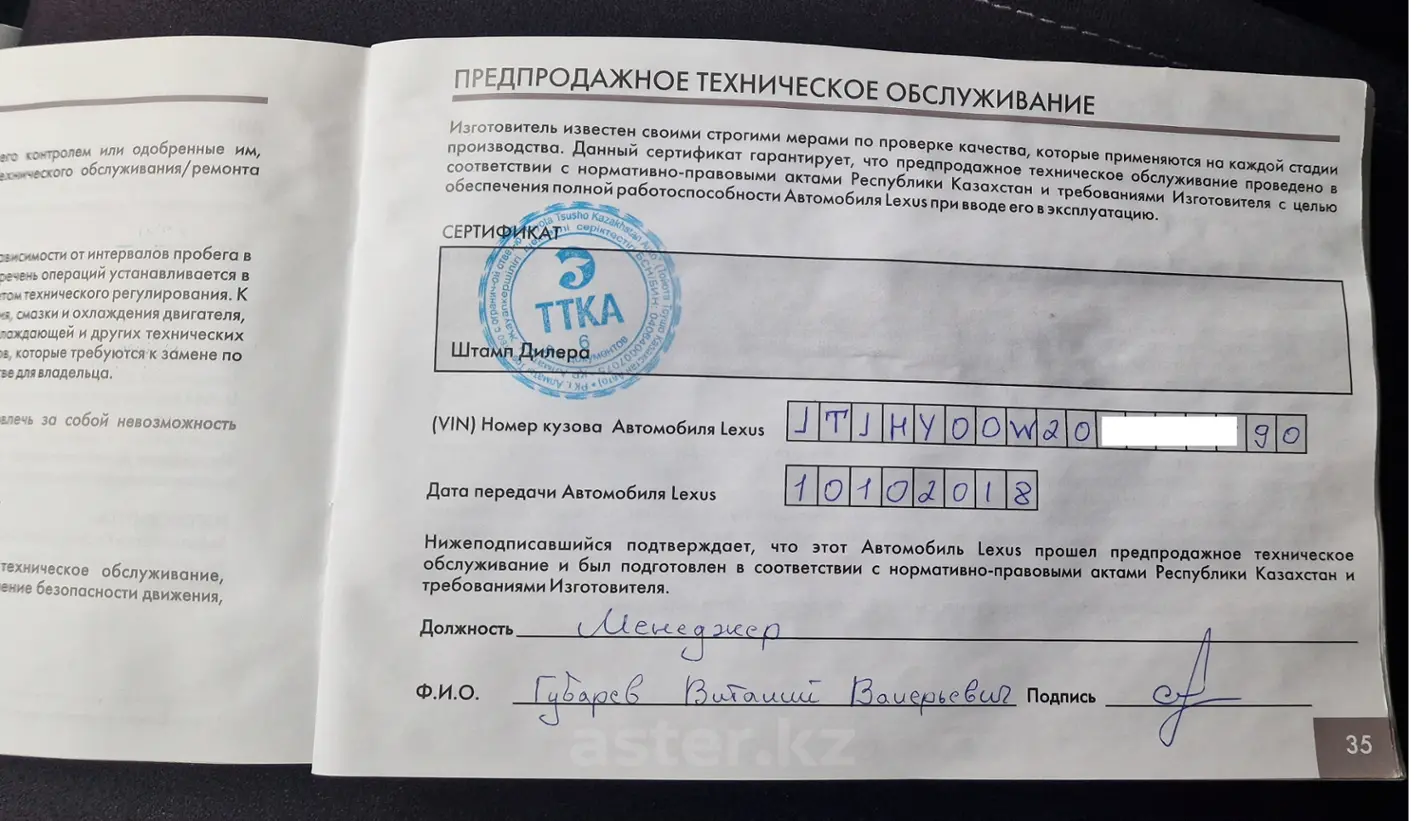 его контролем или одобренные им,
технического обслуживания/ремонта
зависимости от интервалов пробега в
речень операций устанавливается в
том технического регулирования. К
ия, смазки и охлаждения двигателя,
лаждающей и других технических
ов, которые требуются к замене по
тве для владельца.
влечь за собой невозможность
техническое обслуживание,
ение безопасности движения,
ПРЕДПРОДАЖНОЕ ТЕХНИЧЕСКОЕ ОБСЛУЖИВАНИЕ
Изготовитель известен своими строгими мерами по проверке качества, которые применяются на каждой стадии
производства. Данный сертификат гарантирует, что предпродажное техническое обслуживание проведено в
соответствии с нормативно-правовыми актами Республики Казахстан и требованиями Изготовителя с целью
обеспечения полной работоспособности Автомобиля Lexus при вводе его в эксплуатацию.
СЕРТИФИКАТ
ТТКА
6
Штамп Дилера
(VIN) Номер кузова Автомобиля Lexus JTJHY00W20 90
Дата передачи Автомобиля Lexus 10102018
Нижеподписавшийся подтверждает, что этот Автомобиль Lexus прошел предпродажное техническое
обслуживание и был подготовлен в соответствии с нормативно-правовыми актами Республики Казахстан и
требованиями Изготовителя.
Должность Менеджер
Ф.И.О. Губарев Виталий Валерьевич Подпись
aster.kz
35